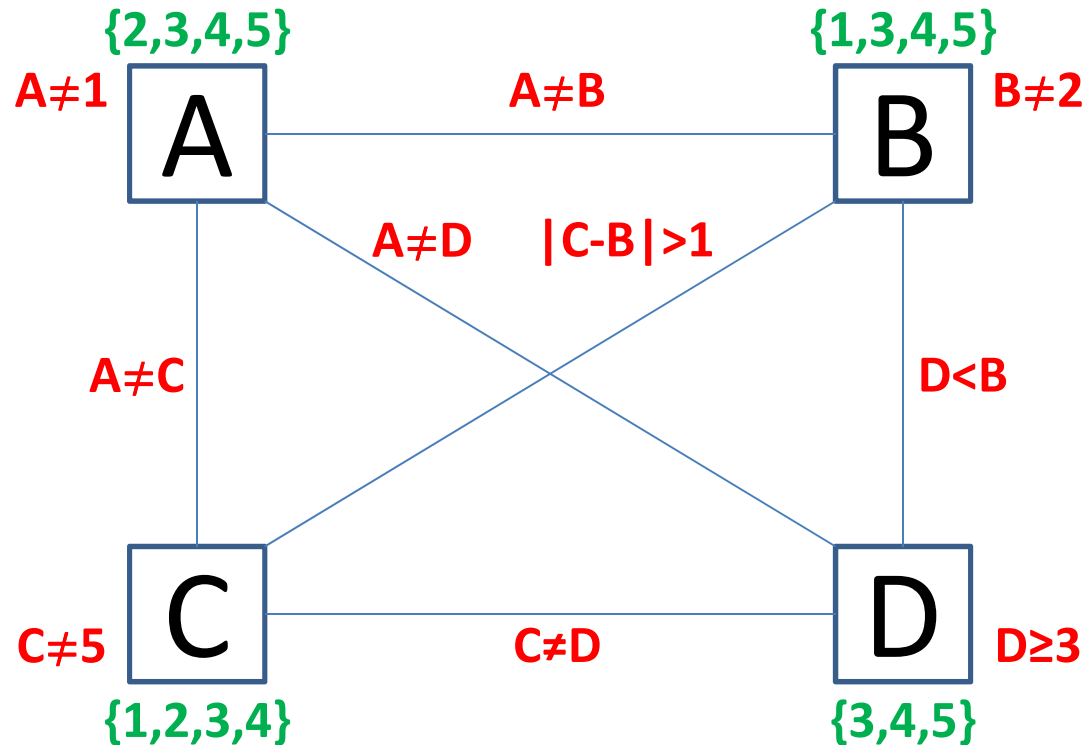 {2,3,4,5}
{1,3,4,5}
A≠1
A
A≠B
B
B≠2
A≠D
|C-B|>1
A≠C
D<B
C≠5
C
C≠D
D
D≥3
{1,2,3,4}
{3,4,5}